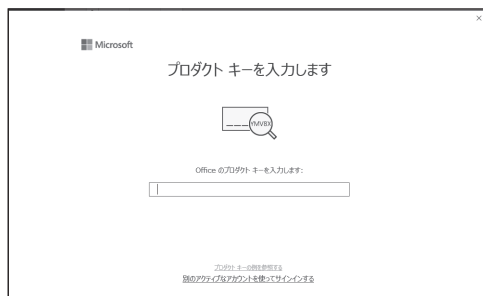 Microsoft
プロダクト キーを入力します
___YMVBX
Office のプロダクト キーを入力します:
プロダクト キーの例を参照する
別のアクティブなアカウントを使ってサインインする